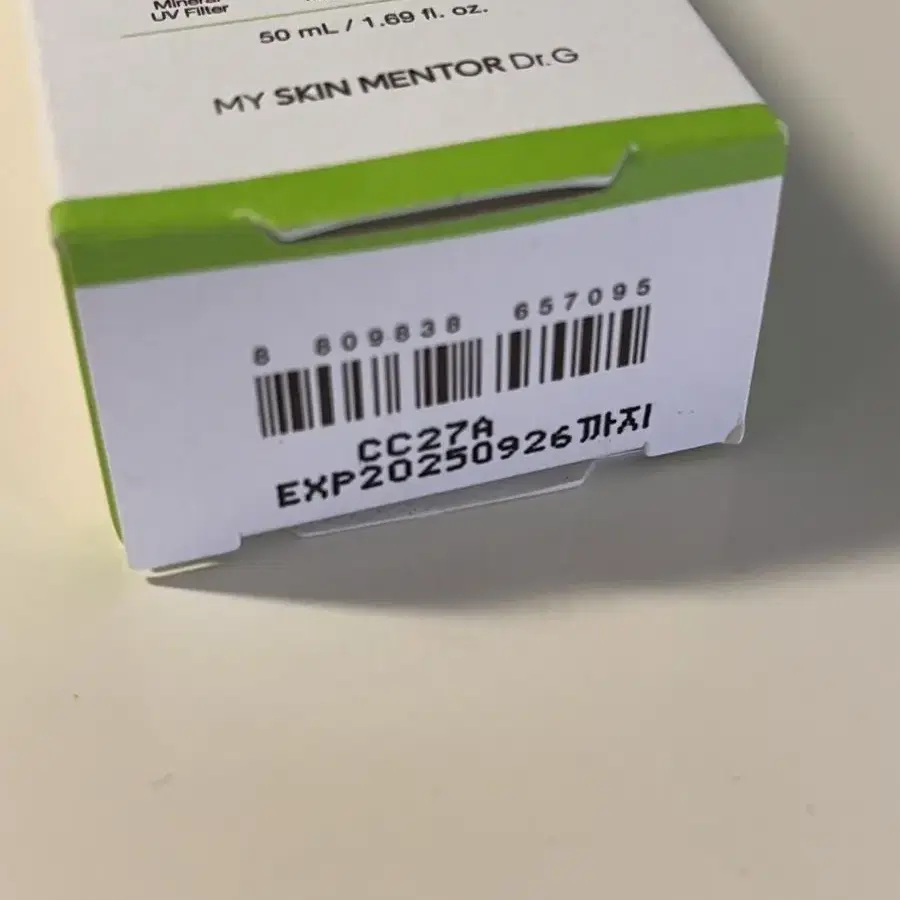 Mineral
UV Filter
50 mL / 1.69 fl. oz.
MY SKIN MENTOR Dr.G
8 809838 657095
CC27A
EXP20250926까지